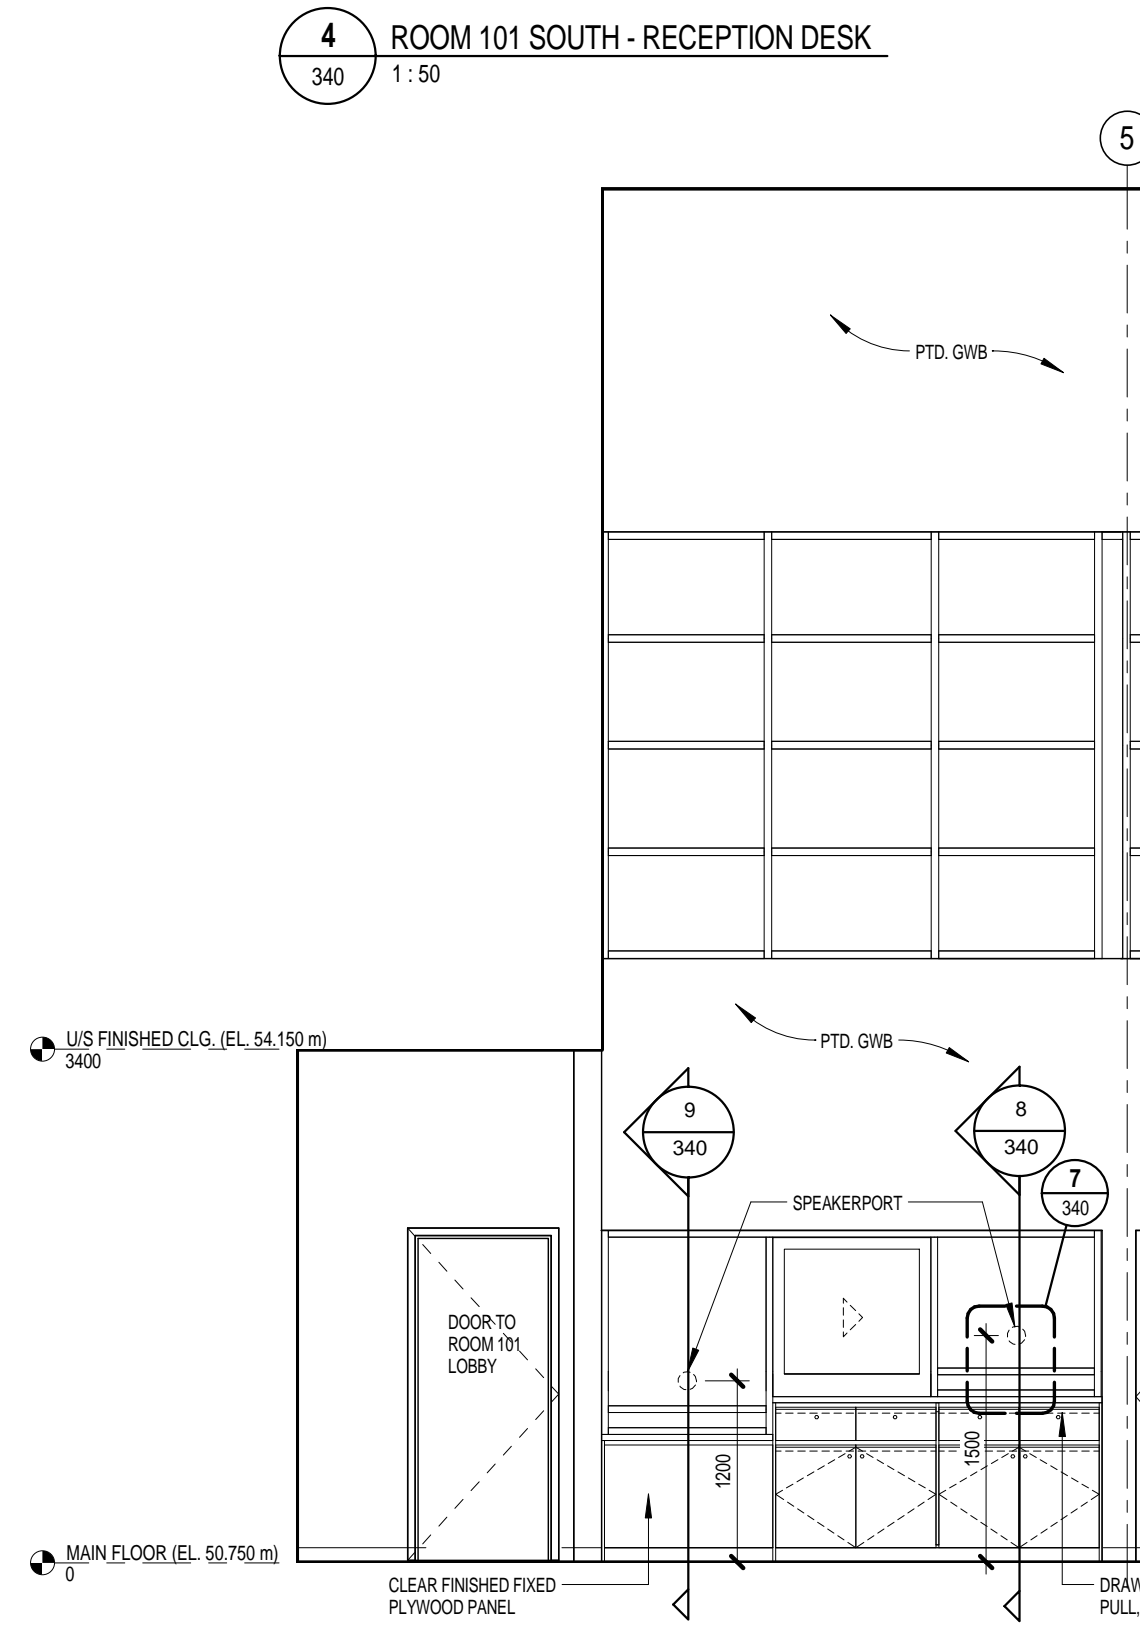 4
340
ROOM 101 SOUTH - RECEPTION DESK
1 : 50
5
PTD. GWB
U/S FINISHED CLG. (EL. 54.150 m)
3400
PTD. GWB
9
340
8
340
7
340
SPEAKERPORT
DOOR TO
ROOM 101
LOBBY
1200
1500
MAIN FLOOR (EL. 50.750 m)
0
CLEAR FINISHED FIXED
PLYWOOD PANEL
DRAW
PULL,